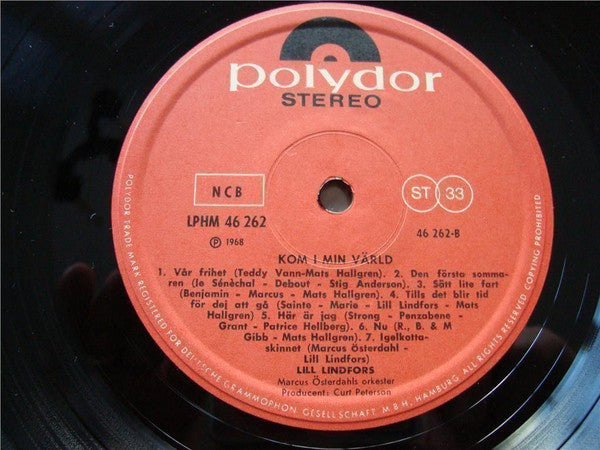 polydor
STEREO
NCB
ST 33
LPHM 46 262
46 262-B
℗ 1968
KOM I MIN VÄRLD
1. Vår frihet (Teddy Vann-Mats Hallgren). 2. Den första somma-
ren (le Sénèchal - Debout - Stig Anderson). 3. Sått lite fart
(Benjamin - Marcus - Mats Hallgren). 4. Tills det blir tid
för dej att gå (Sainte - Marie - Lill Lindfors - Mats
Hallgren) 5. Här är jag (Strong - Penzabene -
Grant - Patrice Hellberg). 6. Nu (R., B. & M
Gibb - Mats Hallgren). 7. Igelkotta-
skinnet (Marcus Österdahl -
Lill Lindfors)
LILL LINDFORS
Marcus Österdahls orkester
Producent: Curt Peterson
POLYDOR TRADE MARK REGISTERED FOR DEUTSCHE GRAMMOPHON GESELLSCHAFT M·B·H, HAMBURG ALL RIGHTS RESERVED COPYING PROHIBITED